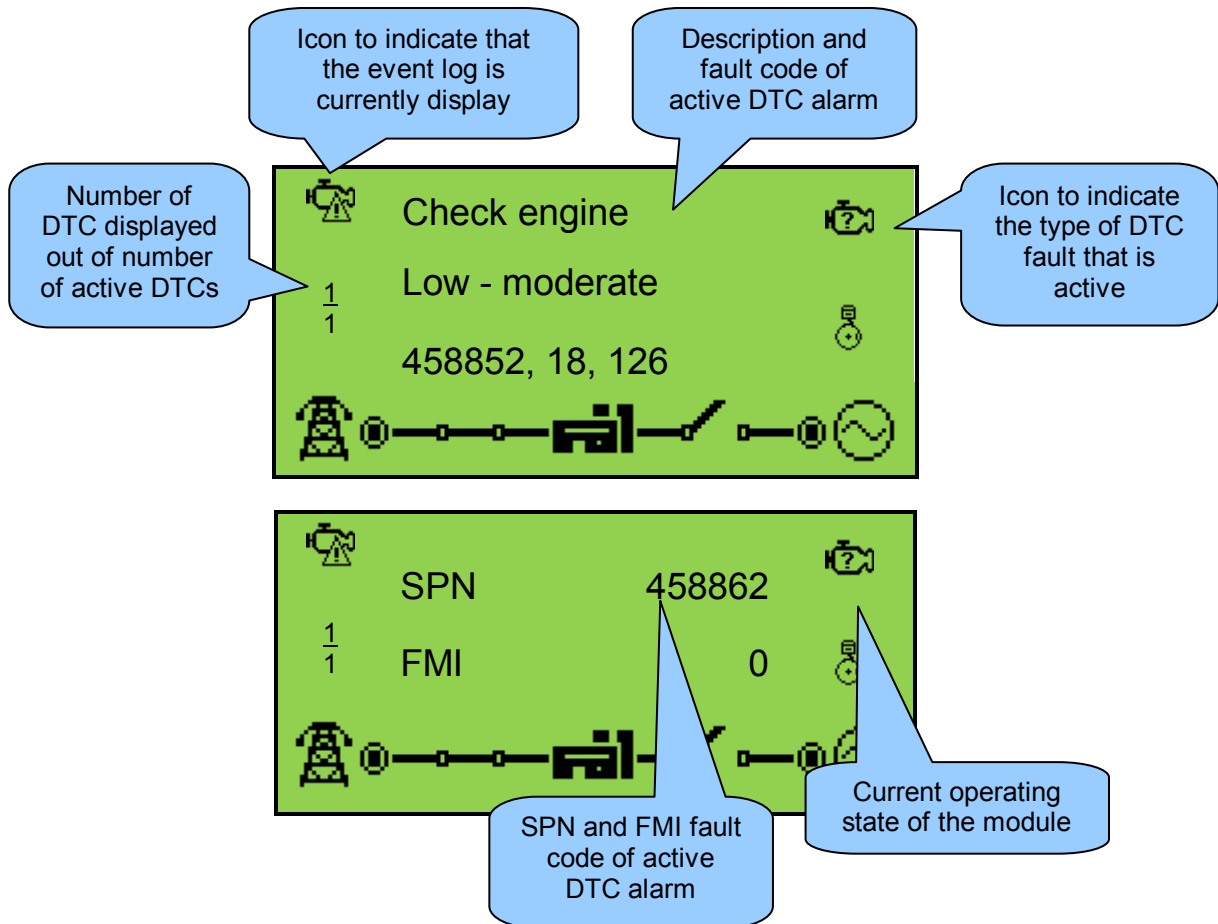 Icon to indicate that
the event log is
currently display
Description and
fault code of
active DTC alarm
Number of
DTC displayed
out of number
of active DTCs
Icon to indicate
the type of DTC
fault that is
active
Check engine
Low - moderate
1
1
458852, 18, 126
SPN 458862
1
1
FMI 0
SPN and FMI fault
code of active
DTC alarm
Current operating
state of the module